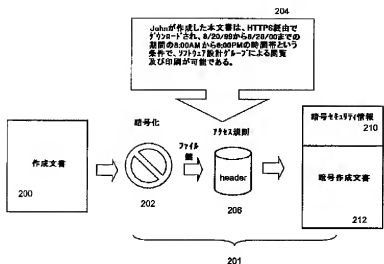 204
Johnが作成した本文書は、HTTPS経由で
ダウンロードされ、8/20/99から8/28/00までの
期間の8:00AMから6:00PMの時間帯という
条件で、ソフトウェア設計グループによる閲覧
及び印刷が可能である。
暗号化
アクセス規則
ファイル
鍵
暗号セキュリティ情報
210
作成文書
200
202
header
206
暗号作成文書
212
201